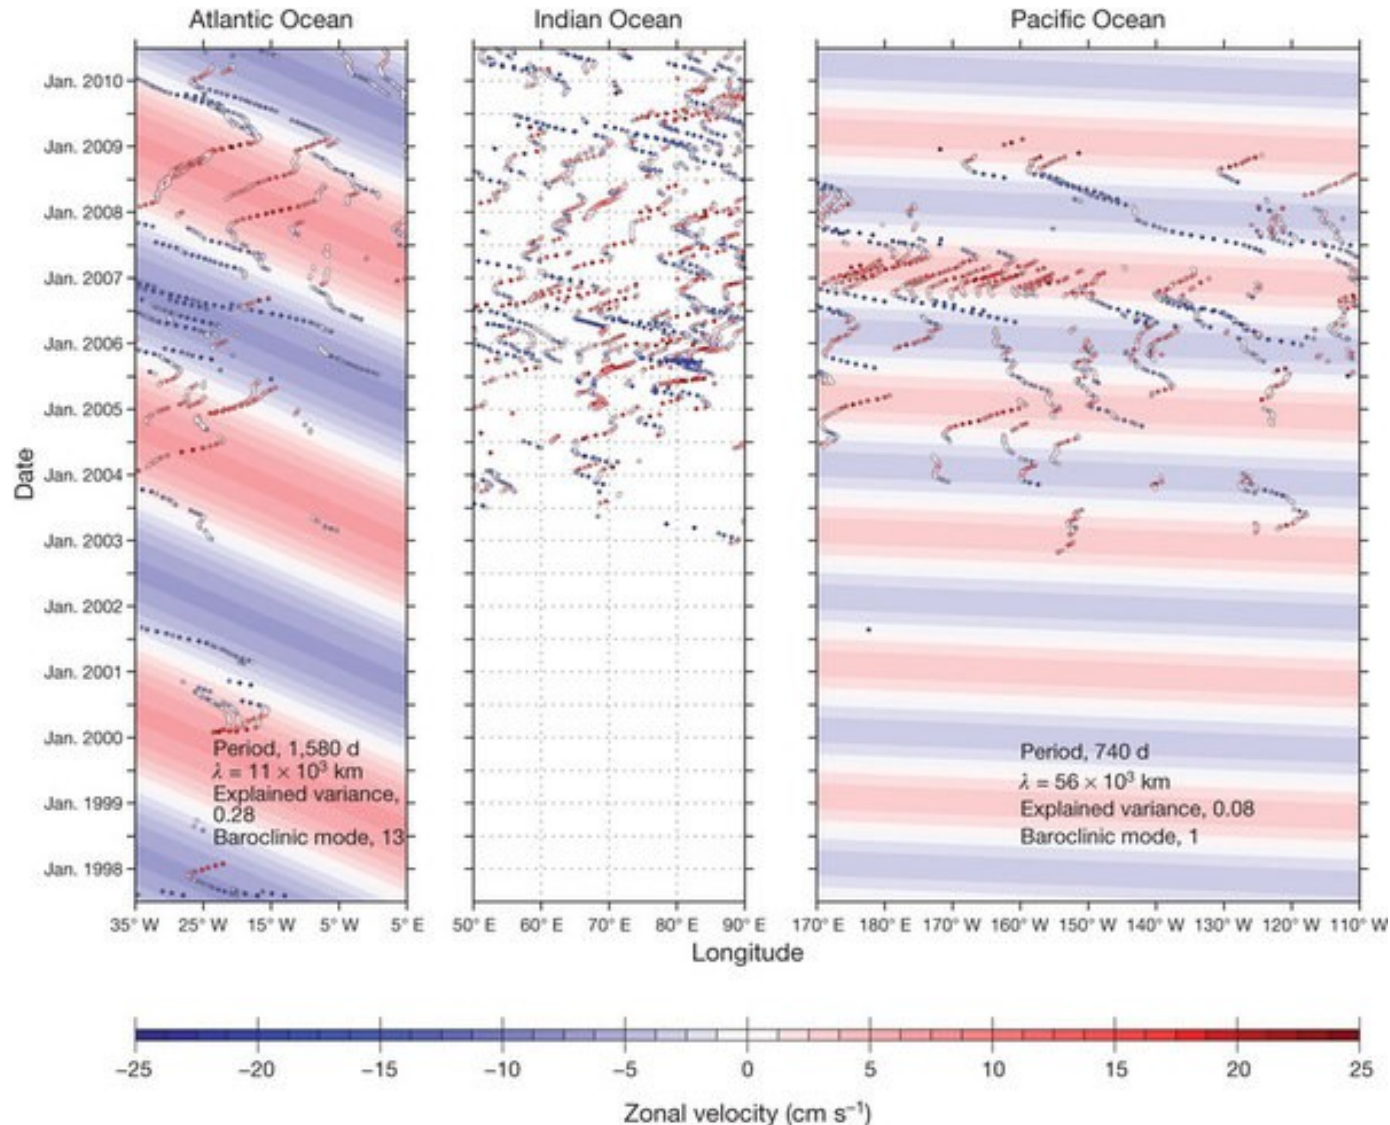 Atlantic Ocean Indian Ocean Pacific Ocean
Jan. 2010
Jan. 2009
Jan. 2008
Jan. 2007
Jan. 2006
Jan. 2005
Jan. 2004
Jan. 2003
Jan. 2002
Jan. 2001
Jan. 2000
Jan. 1999
Jan. 1998
Date
Period, 1,580 d
λ = 11 × 10³ km
Explained variance,
0.28
Baroclinic mode, 13
Period, 740 d
λ = 56 × 10³ km
Explained variance, 0.08
Baroclinic mode, 1
35° W 25° W 15° W 5° W 5° E 50° E 60° E 70° E 80° E 90° E 170° E 180° E 170° W 160° W 150° W 140° W 130° W 120° W 110° W
Longitude
−25 −20 −15 −10 −5 0 5 10 15 20 25
Zonal velocity (cm s⁻¹)